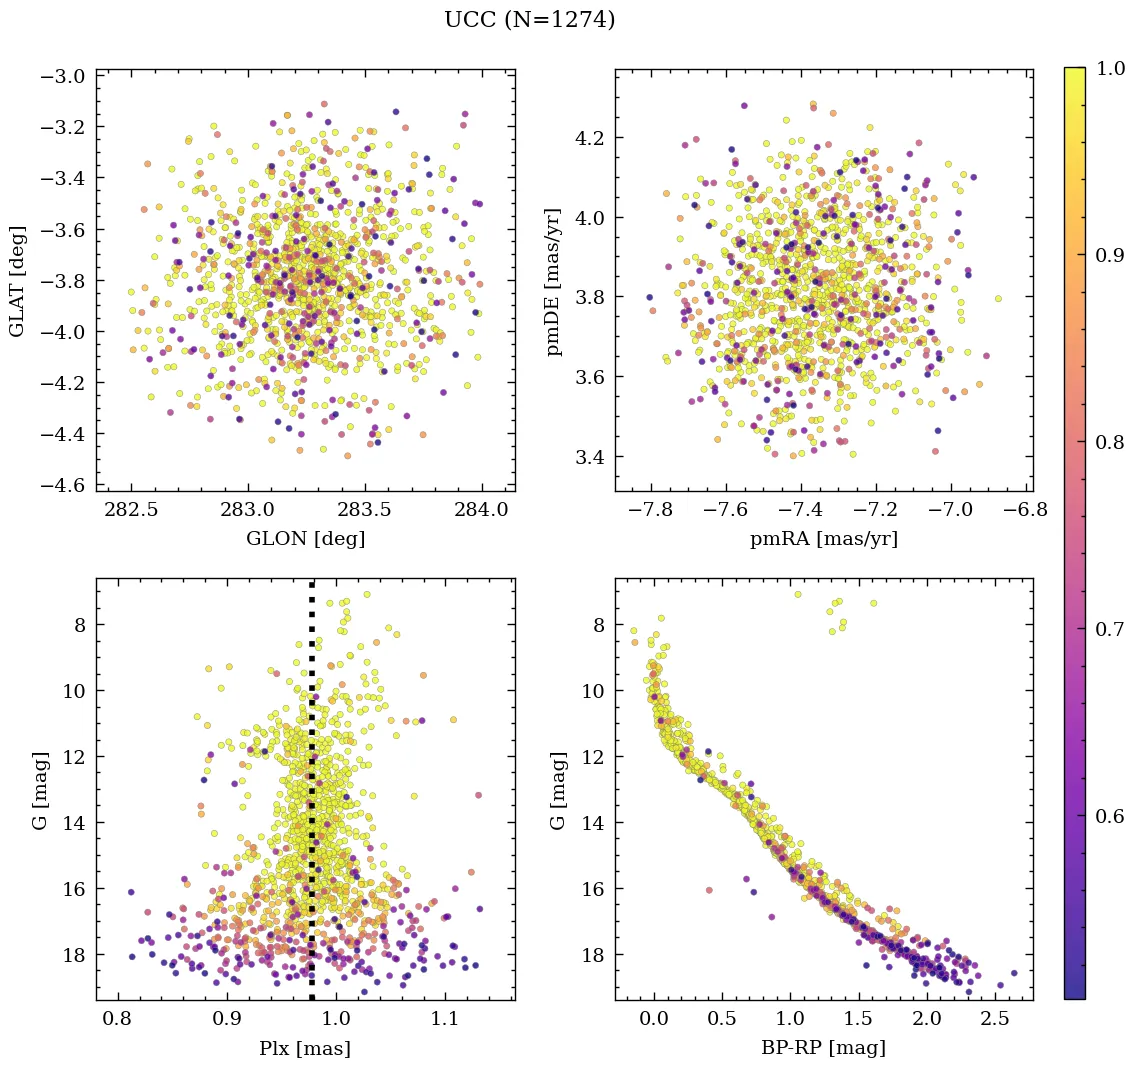 UCC (N=1274)
−3.0
−3.2
−3.4
−3.6
−3.8
−4.0
−4.2
−4.4
−4.6
GLAT [deg]
282.5 283.0 283.5 284.0
GLON [deg]
4.2
4.0
3.8
3.6
3.4
pmDE [mas/yr]
−7.8 −7.6 −7.4 −7.2 −7.0 −6.8
pmRA [mas/yr]
8
10
12
14
16
18
G [mag]
0.8 0.9 1.0 1.1
Plx [mas]
8
10
12
14
16
18
G [mag]
0.0 0.5 1.0 1.5 2.0 2.5
BP-RP [mag]
1.0
0.9
0.8
0.7
0.6